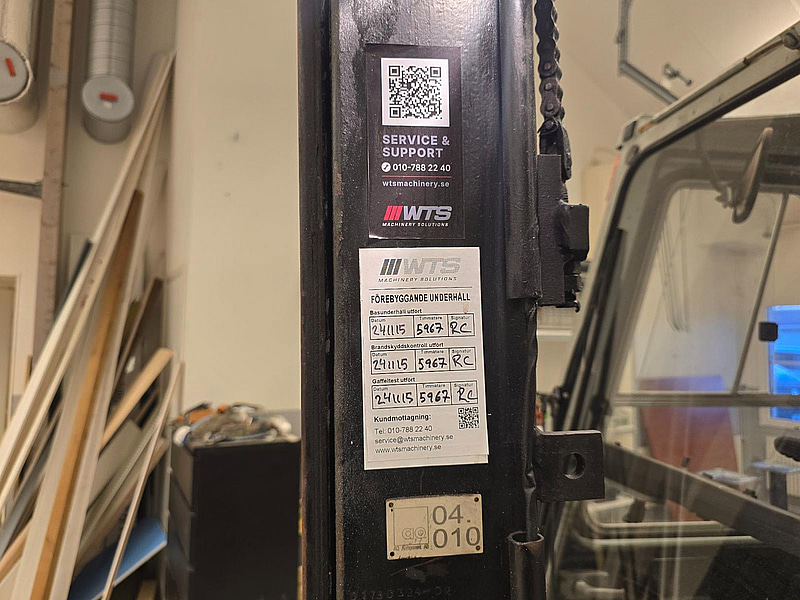 SERVICE &
SUPPORT
010-788 22 40
wtsmachinery.se
WTS
MACHINERY SOLUTIONS
WTS
MACHINERY SOLUTIONS
FÖREBYGGANDE UNDERHÅLL
Basunderhåll utfört
Datum Timmätare Signatur
241115 5967 RC
Brandskyddskontroll utfört
Datum Timmätare Signatur
241115 5967 RC
Gaffeltest utfört
Datum Timmätare Signatur
241115 5967 RC
Kundmottagning:
Tel: 010-788 22 40
service@wtsmachinery.se
www.wtsmachinery.se
04.
010